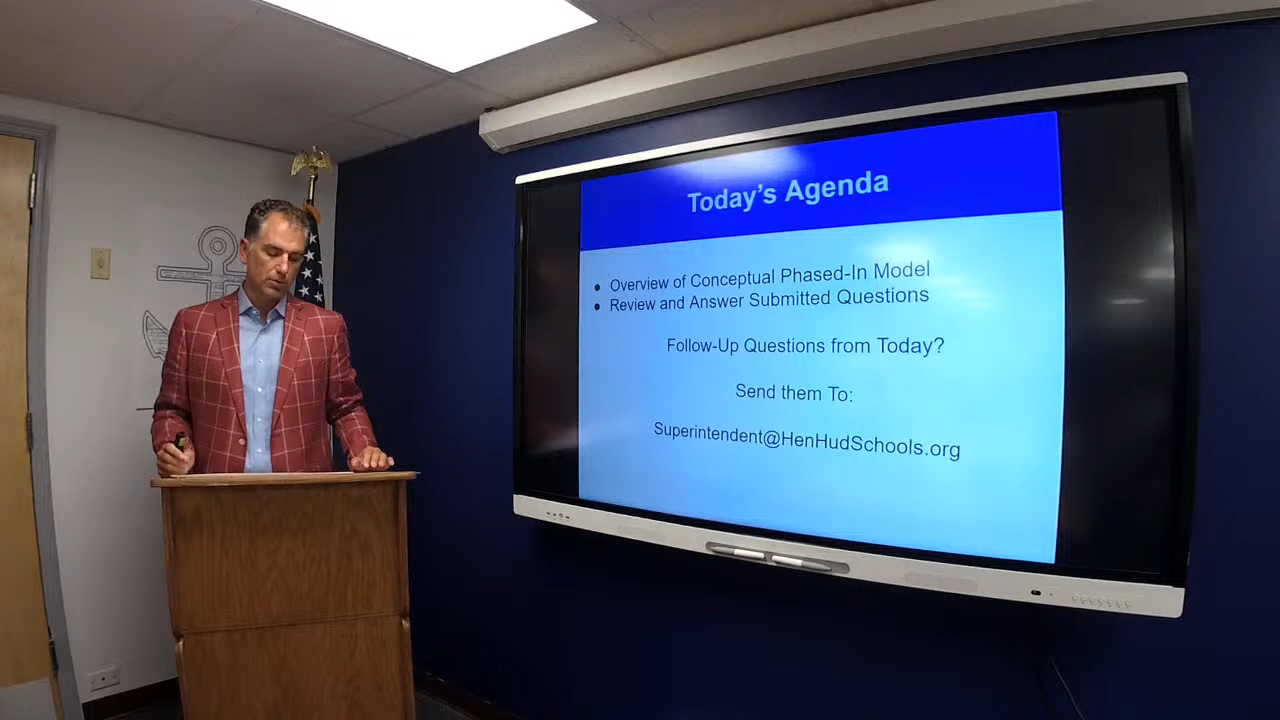 Today's Agenda
● Overview of Conceptual Phased-In Model
● Review and Answer Submitted Questions
Follow-Up Questions from Today?
Send them To:
Superintendent@HenHudSchools.org